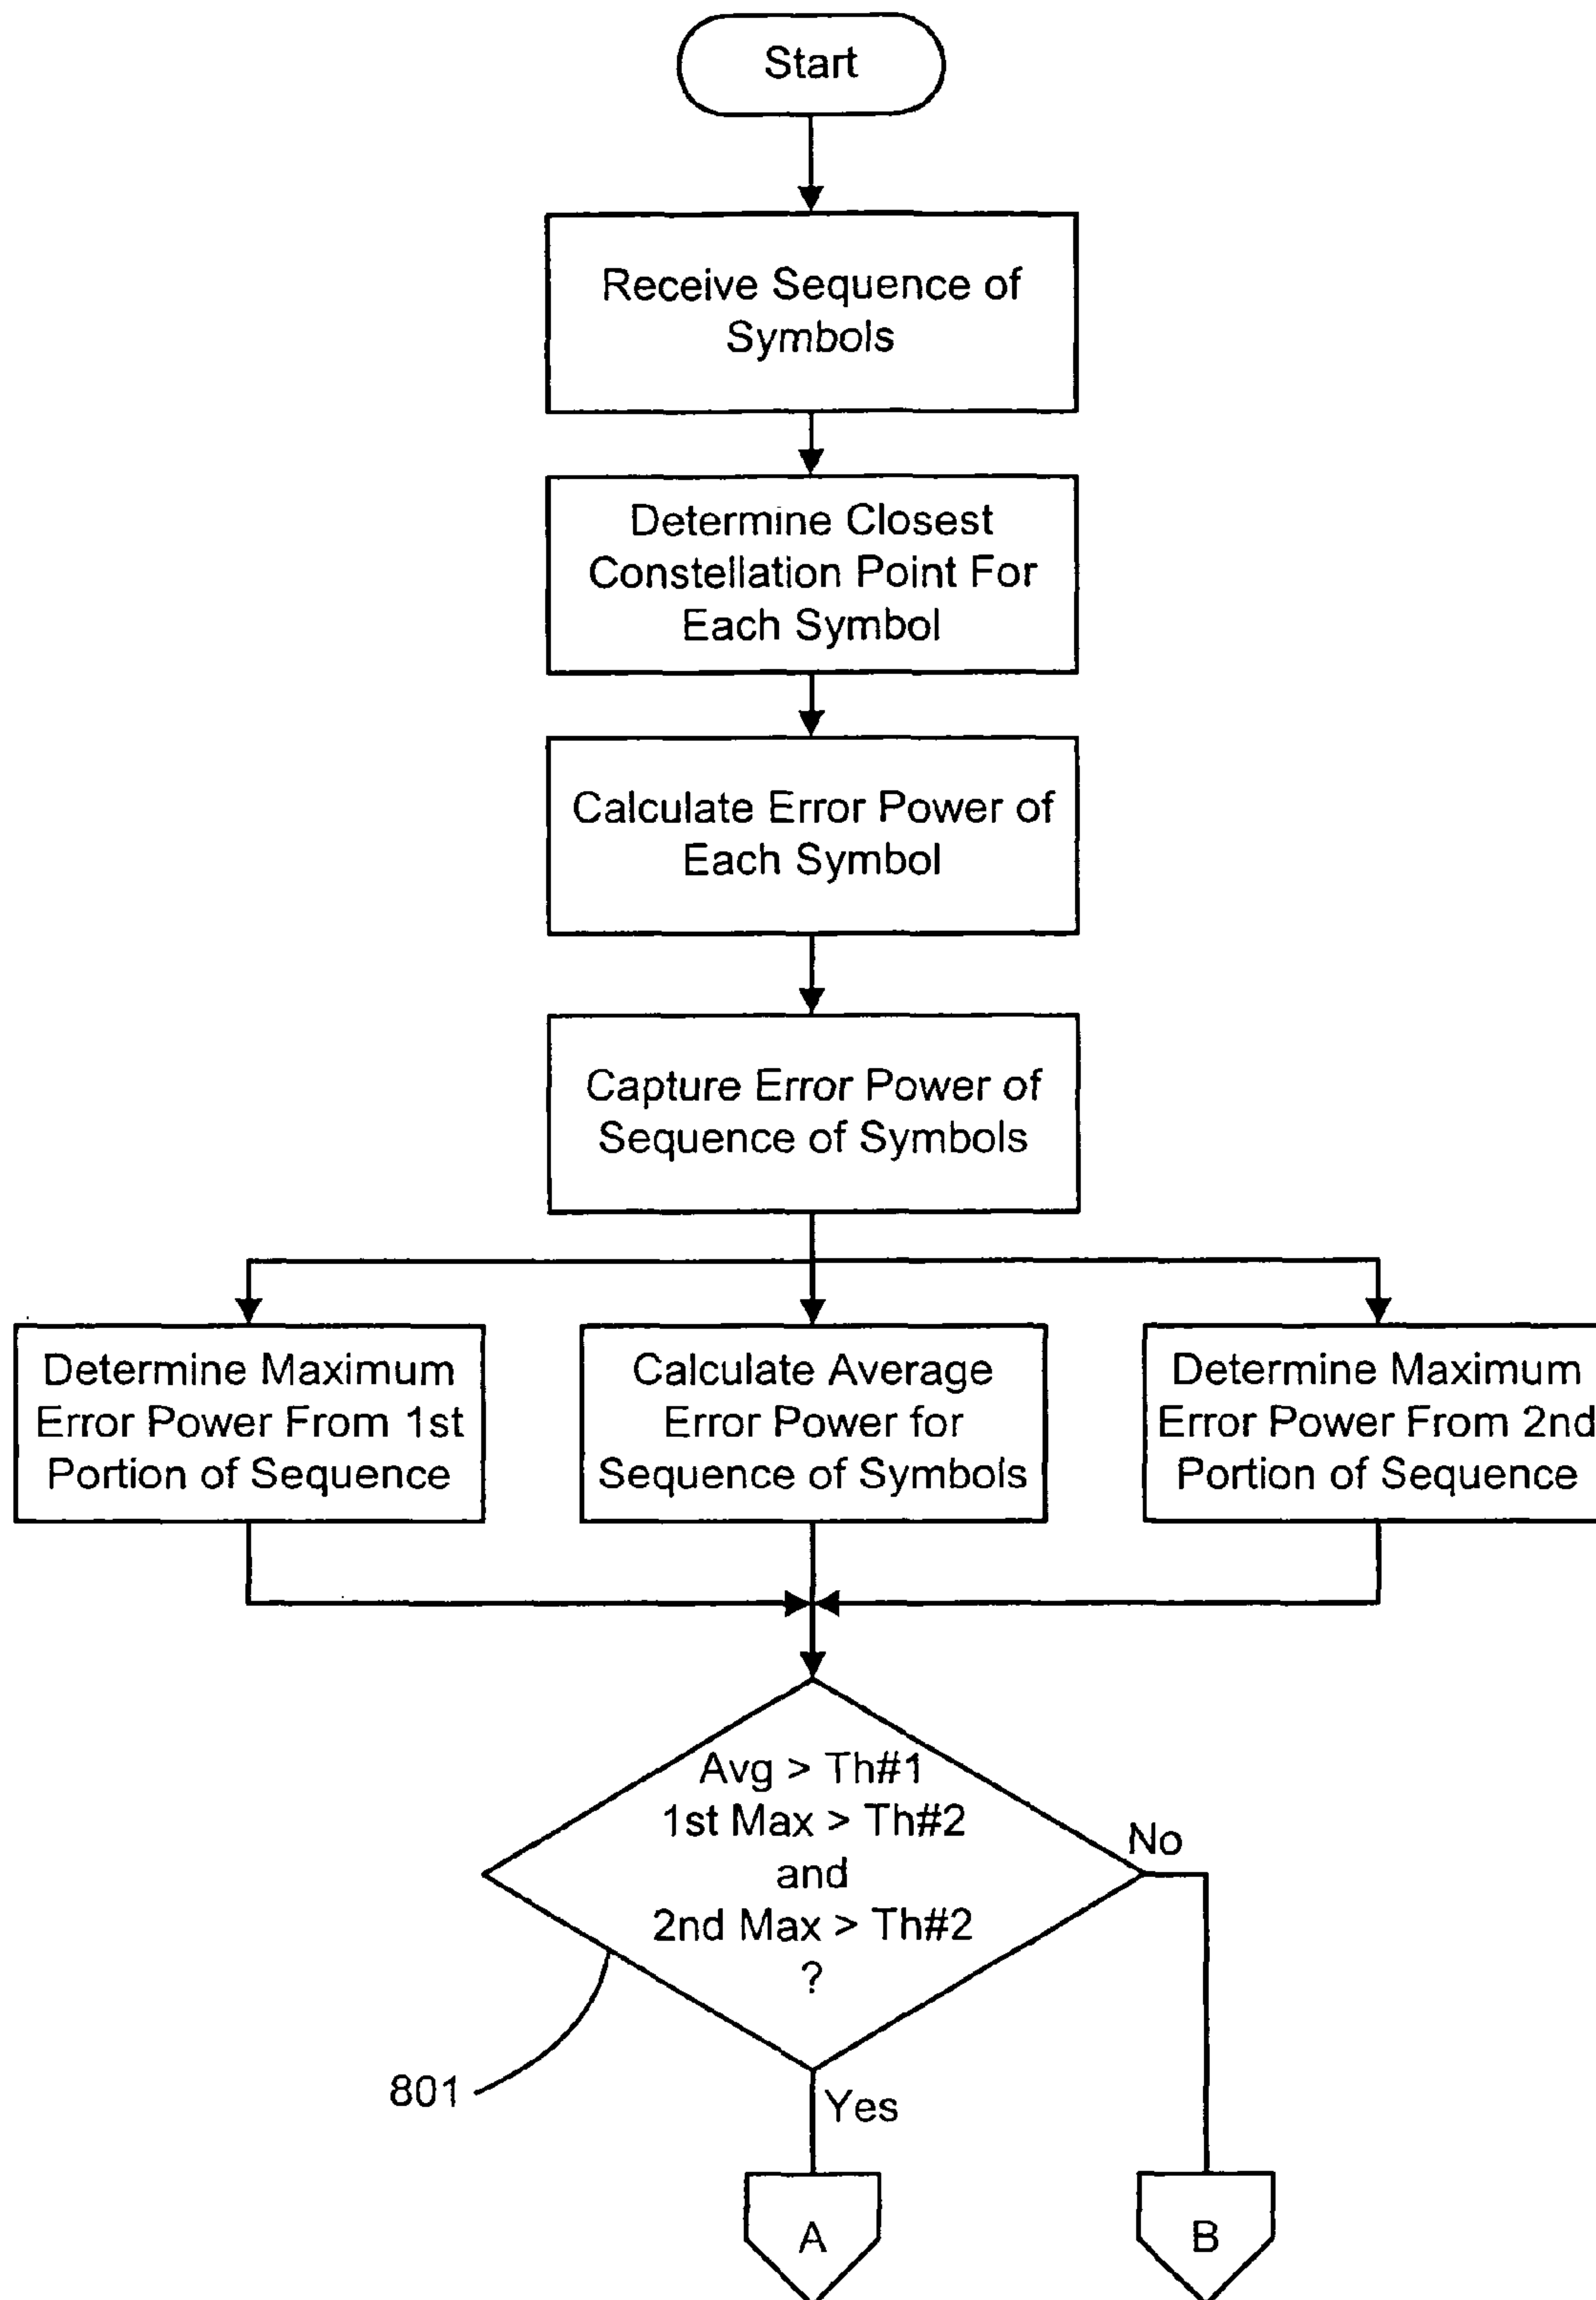 Start
Receive Sequence of
Symbols
Determine Closest
Constellation Point For
Each Symbol
Calculate Error Power of
Each Symbol
Capture Error Power of
Sequence of Symbols
Determine Maximum
Error Power From 1st
Portion of Sequence
Calculate Average
Error Power for
Sequence of Symbols
Determine Maximum
Error Power From 2nd
Portion of Sequence
Avg > Th#1
1st Max > Th#2
and
2nd Max > Th#2
?
No
801
Yes
A
B